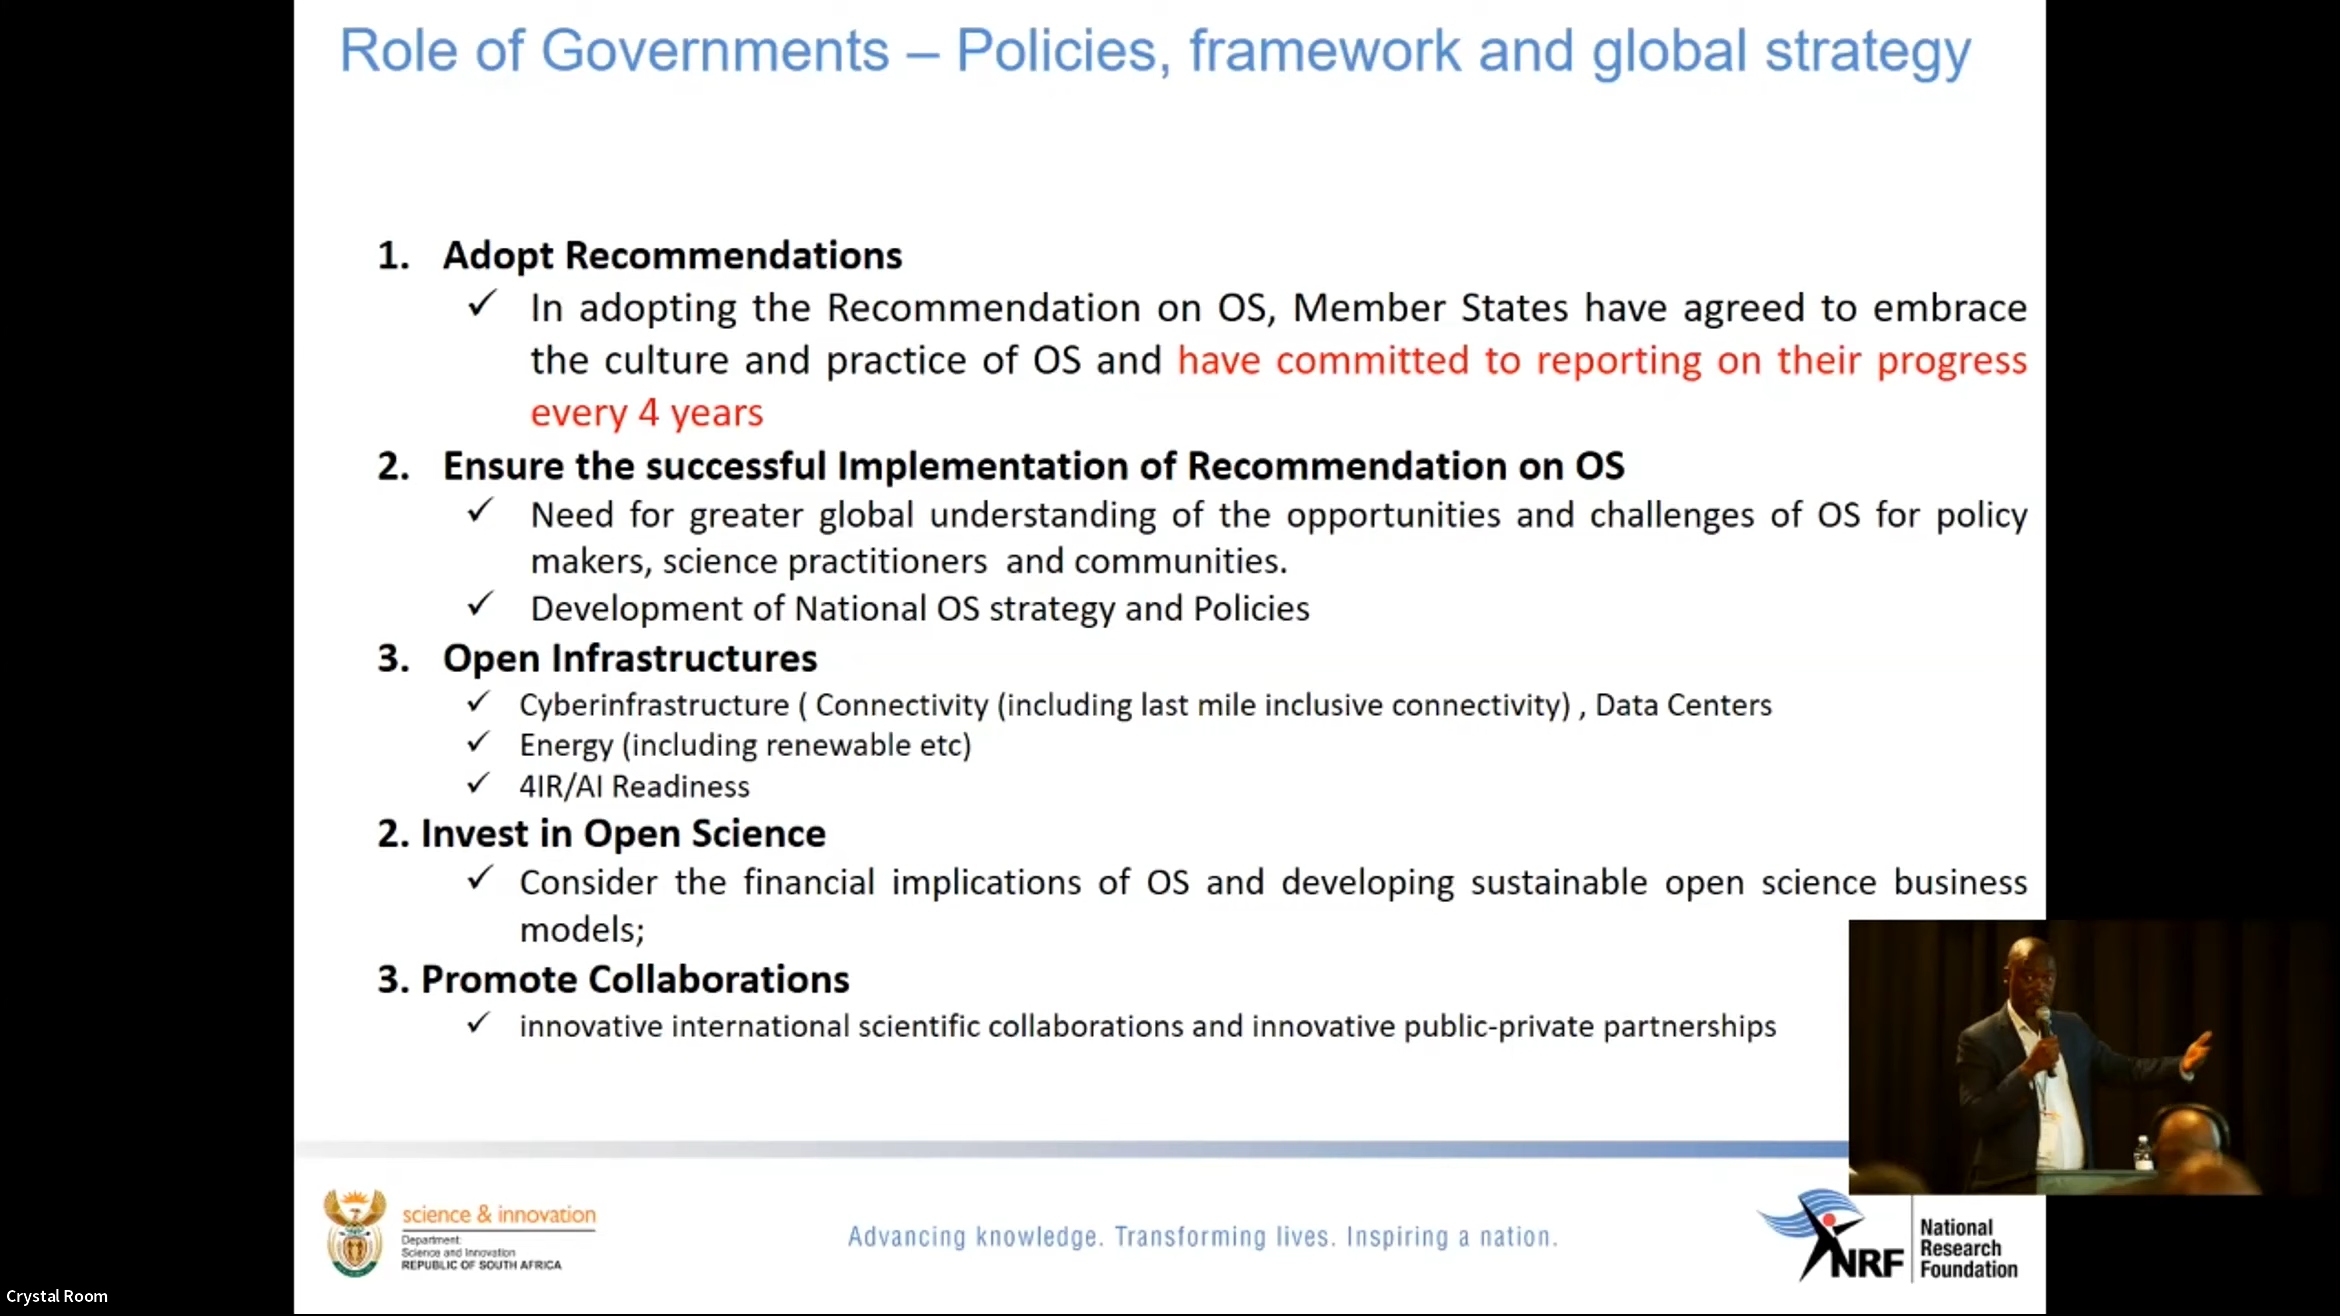 Role of Governments – Policies, framework and global strategy
1. Adopt Recommendations
✓ In adopting the Recommendation on OS, Member States have agreed to embrace
the culture and practice of OS and have committed to reporting on their progress
every 4 years
2. Ensure the successful Implementation of Recommendation on OS
✓ Need for greater global understanding of the opportunities and challenges of OS for policy
makers, science practitioners and communities.
✓ Development of National OS strategy and Policies
3. Open Infrastructures
✓ Cyberinfrastructure ( Connectivity (including last mile inclusive connectivity) , Data Centers
✓ Energy (including renewable etc)
✓ 4IR/AI Readiness
2. Invest in Open Science
✓ Consider the financial implications of OS and developing sustainable open science business
models;
3. Promote Collaborations
✓ innovative international scientific collaborations and innovative public-private partnerships
science & innovation
Department:
Science and Innovation
REPUBLIC OF SOUTH AFRICA
Advancing knowledge. Transforming lives. Inspiring a nation.
NRF
National
Research
Foundation
Crystal Room